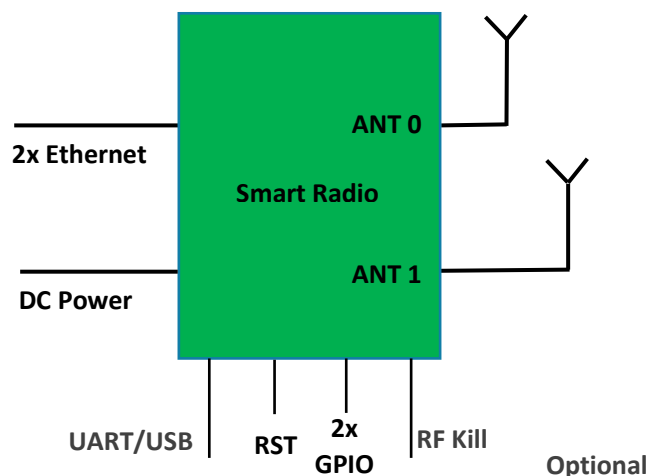 ANT 0
2x Ethernet
Smart Radio
ANT 1
DC Power
UART/USB
RST
2x
GPIO
RF Kill
Optional